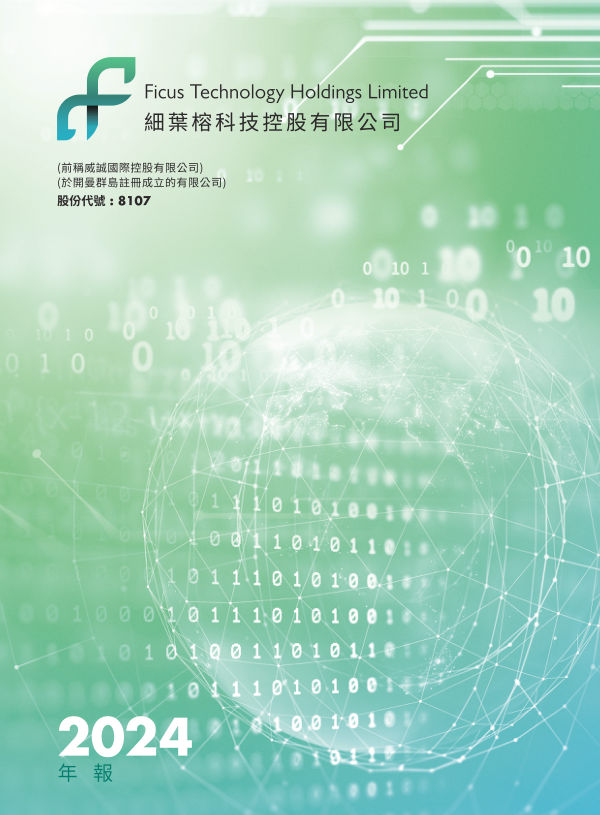 Ficus Technology Holdings Limited
細葉榕科技控股有限公司
(前稱威誠國際控股有限公司)
(於開曼群島註冊成立的有限公司)
股份代號：8107
2024
年 報